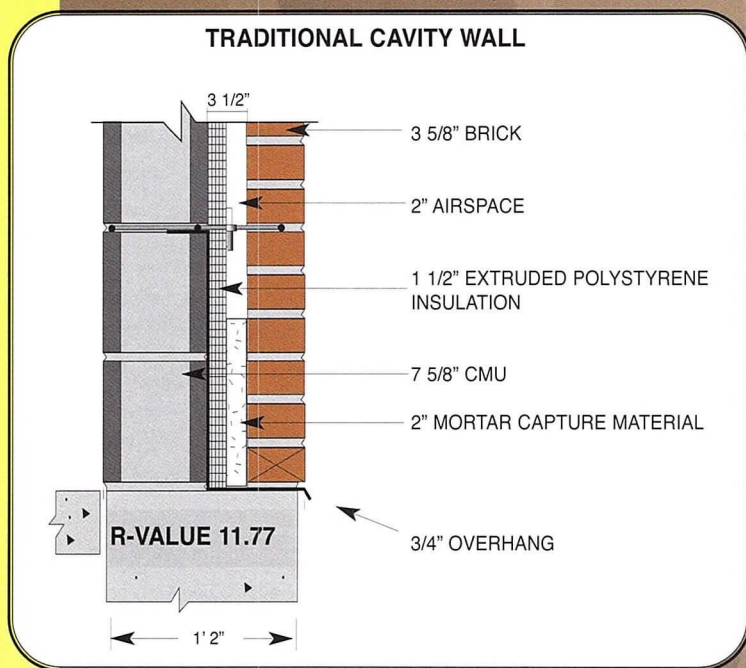 TRADITIONAL CAVITY WALL
3 1/2”
3 5/8” BRICK
2” AIRSPACE
1 1/2” EXTRUDED POLYSTYRENE
INSULATION
7 5/8” CMU
2” MORTAR CAPTURE MATERIAL
R-VALUE 11.77
3/4” OVERHANG
1’ 2”